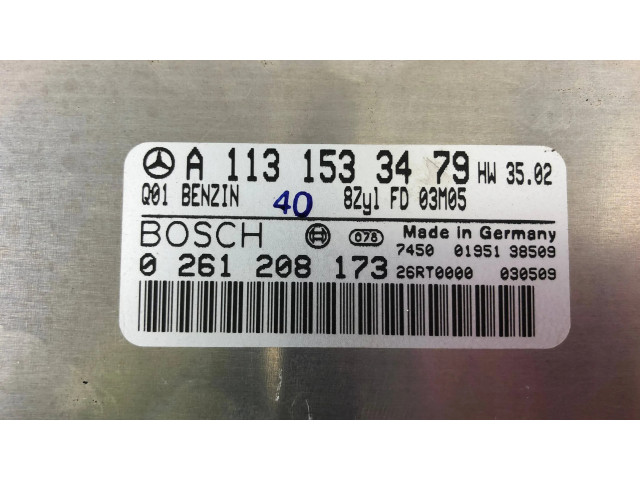 A 113 153 34 79 HW 35.02
Q01 BENZIN 40 8Zyl FD 03M05
BOSCH 078 Made in Germany
7450 01951 38509
0 261 208 173 26RT0000 030509